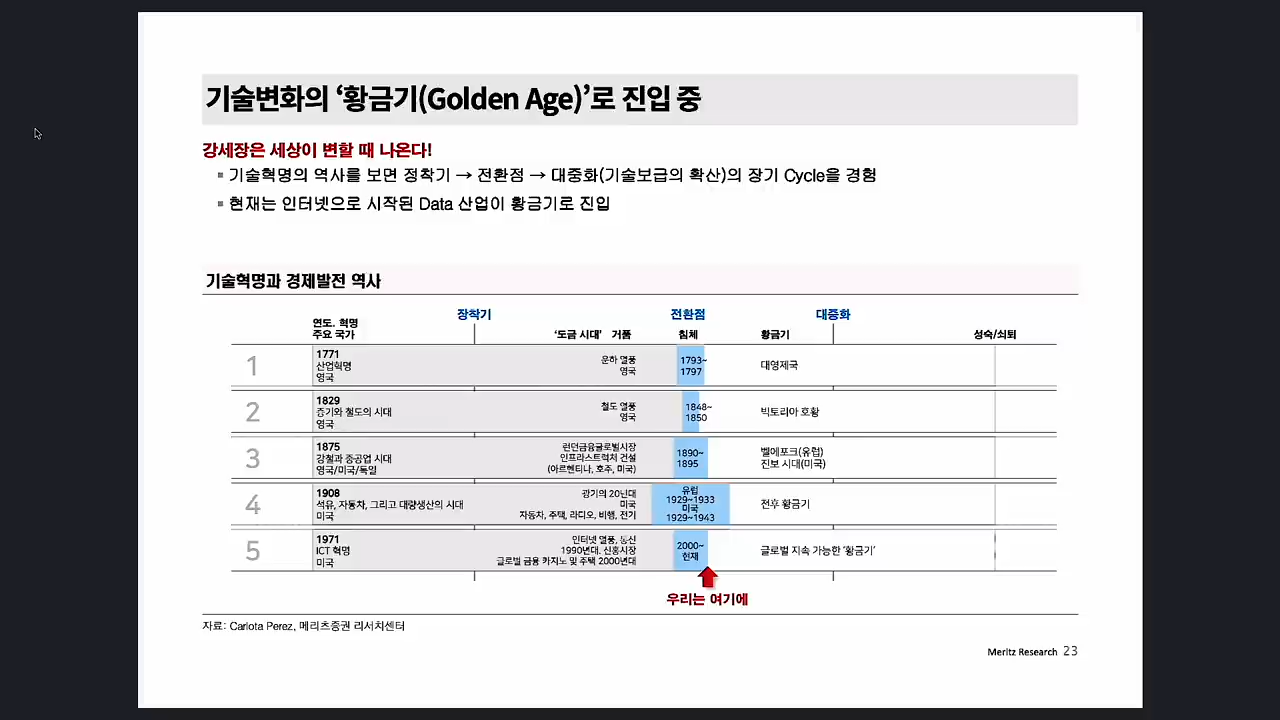 기술변화의 ‘황금기(Golden Age)’로 진입 중
강세장은 세상이 변할 때 나온다!
기술혁명의 역사를 보면 정착기 → 전환점 → 대중화(기술보급의 확산)의 장기 Cycle을 경험
현재는 인터넷으로 시작된 Data 산업이 황금기로 진입
기술혁명과 경제발전 역사
장착기 전환점 대중화
연도. 혁명
주요 국가
‘도금 시대’ 거품 침체 황금기 성숙/쇠퇴
1
1771
산업혁명
영국
운하 열풍
영국
1793~
1797
대영제국
2
1829
증기와 철도의 시대
영국
철도 열풍
영국
1848~
1850
빅토리아 호황
3
1875
강철과 중공업 시대
영국/미국/독일
런던금융글로벌시장
인프라스트럭처 건설
(아르헨티나, 호주, 미국)
1890~
1895
벨에포크(유럽)
진보 시대(미국)
4
1908
석유, 자동차, 그리고 대량생산의 시대
미국
광기의 20년대
미국
자동차, 주택, 라디오, 비행, 전기
유럽
1929~1933
미국
1929~1943
전후 황금기
5
1971
ICT 혁명
미국
인터넷 열풍, 통신
1990년대. 신흥시장
글로벌 금융 카지노 및 주택 2000년대
2000~
현재
글로벌 지속 가능한 ‘황금기’
우리는 여기에
자료: Carlota Perez, 메리츠증권 리서치센터
Meritz Research 23